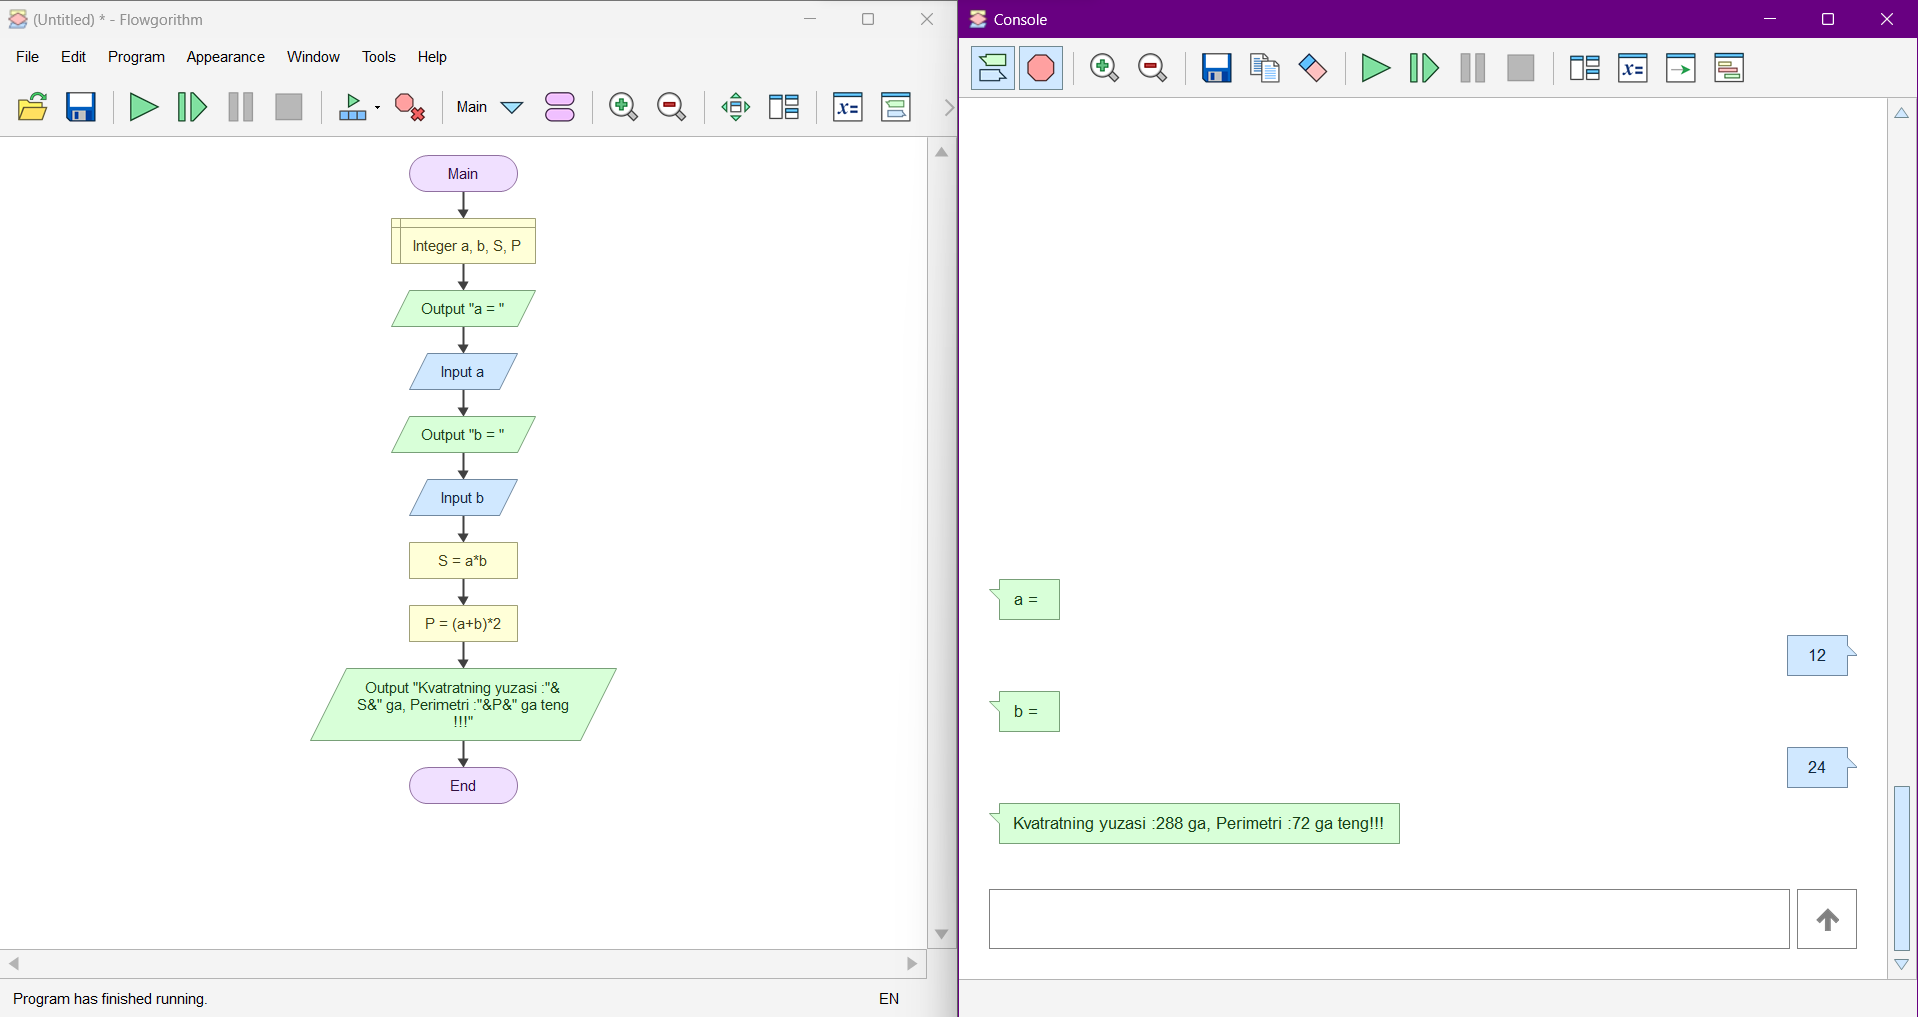 (Untitled) * - Flowgorithm
File Edit Program Appearance Window Tools Help
Main
Main
Integer a, b, S, P
Output "a = "
Input a
Output "b = "
Input b
S = a*b
P = (a+b)*2
Output "Kvatratning yuzasi :"&
S&" ga, Perimetri :"&P&" ga teng
!!!"
End
Program has finished running.
EN
Console
x=
x=
a =
12
b =
24
Kvatratning yuzasi :288 ga, Perimetri :72 ga teng!!!